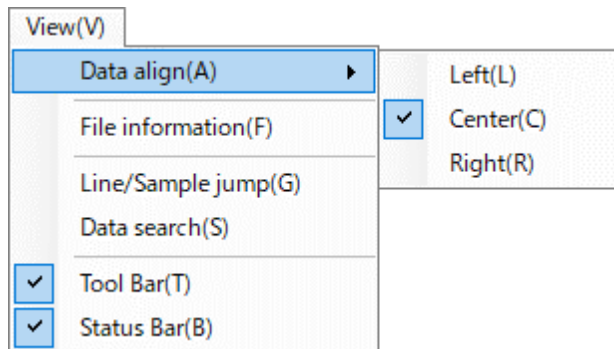 View(V)
Data align(A)
Left(L)
Center(C)
Right(R)
File information(F)
Line/Sample jump(G)
Data search(S)
Tool Bar(T)
Status Bar(B)